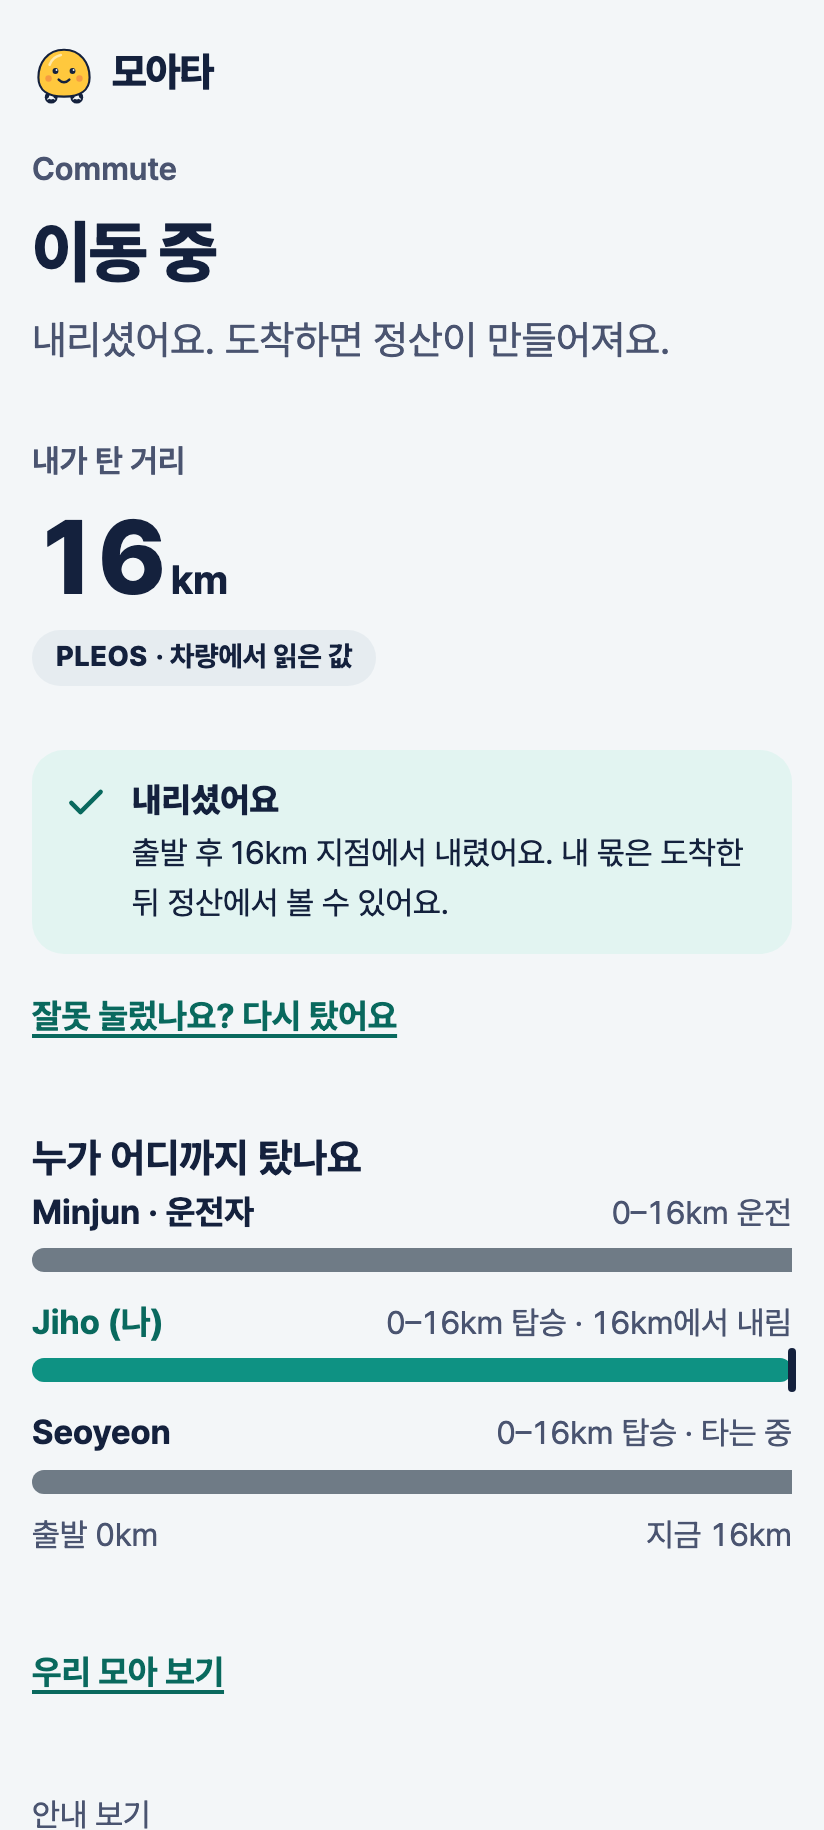 모아타
Commute
이동 중
내리셨어요. 도착하면 정산이 만들어져요.
내가 탄 거리
16 km
PLEOS · 차량에서 읽은 값
내리셨어요
출발 후 16km 지점에서 내렸어요. 내 몫은 도착한
뒤 정산에서 볼 수 있어요.
잘못 눌렀나요? 다시 탔어요
누가 어디까지 탔나요
Minjun · 운전자 0–16km 운전
Jiho (나) 0–16km 탑승 · 16km에서 내림
Seoyeon 0–16km 탑승 · 타는 중
출발 0km 지금 16km
우리 모아 보기
안내 보기